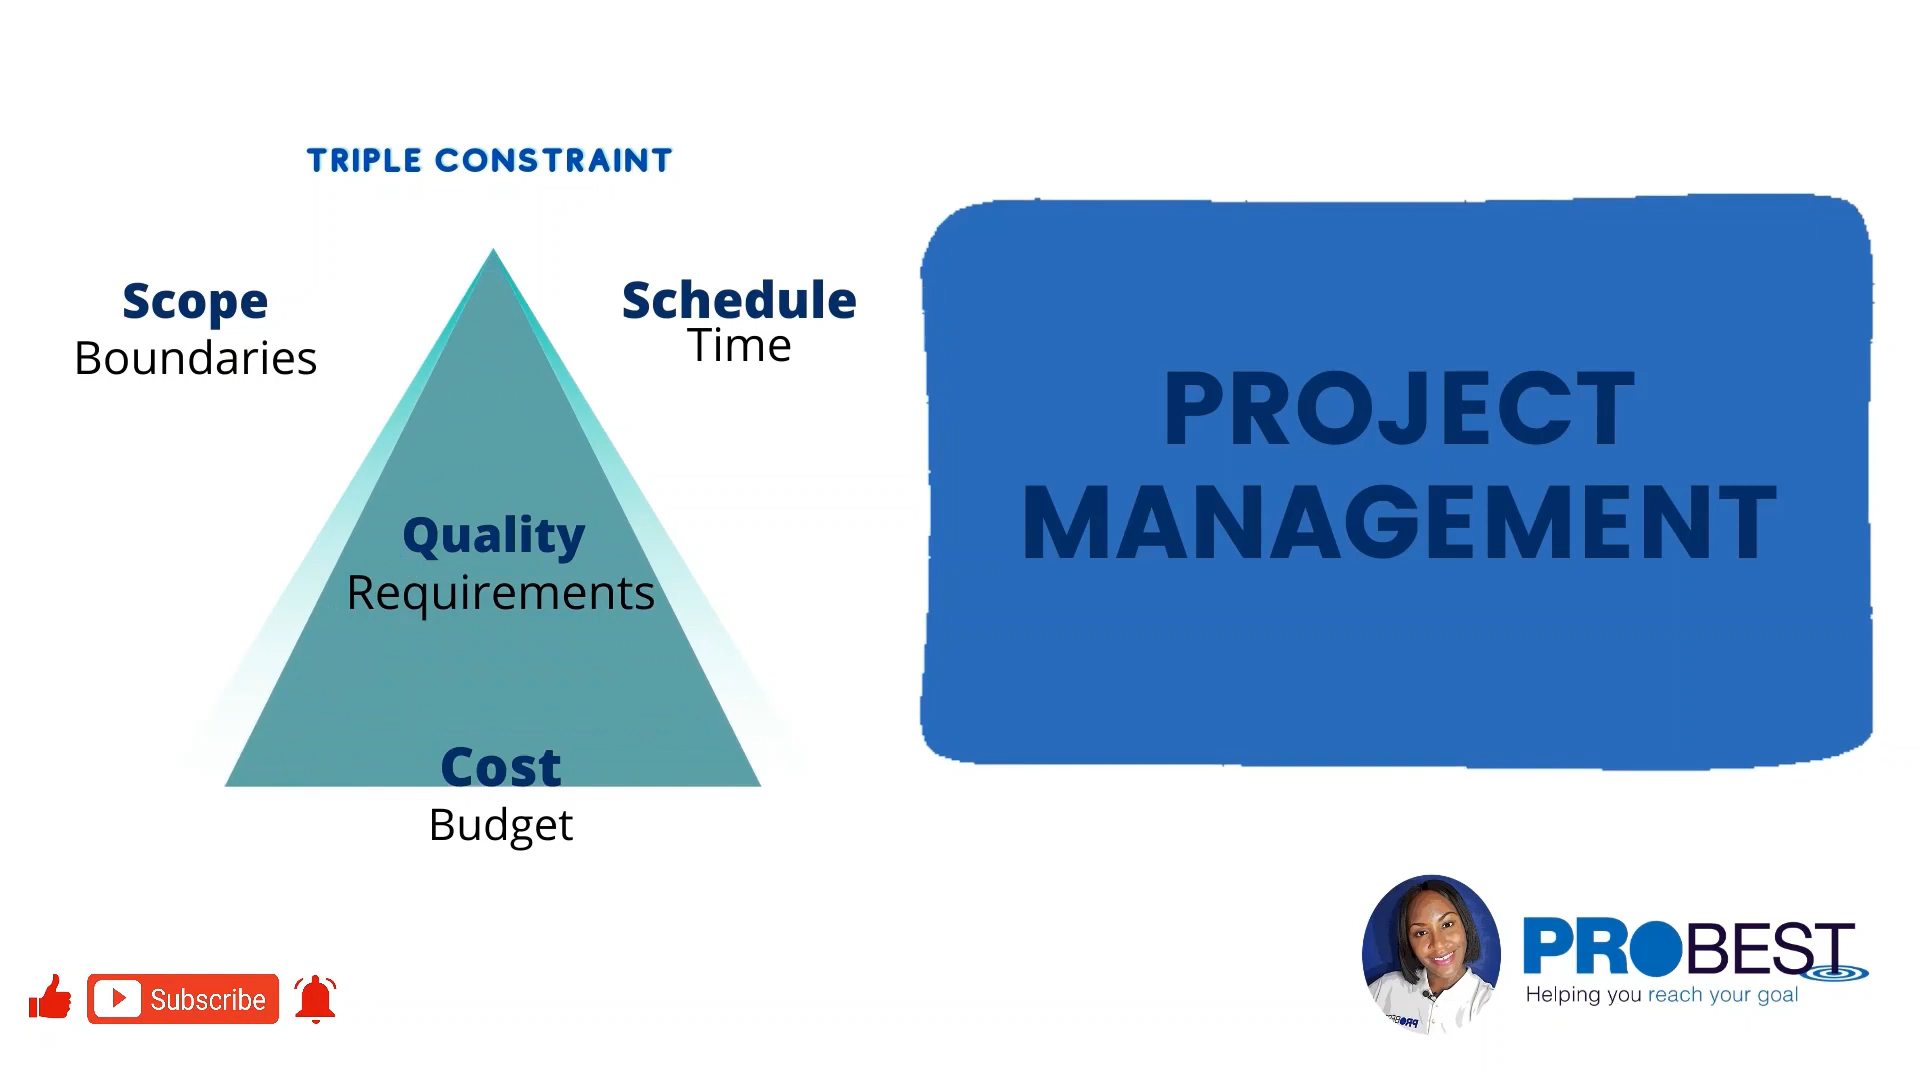 TRIPLE CONSTRAINT
Scope
Boundaries
Schedule
Time
Quality
Requirements
Cost
Budget
PROJECT
MANAGEMENT
Subscribe
PROBEST
Helping you reach your goal